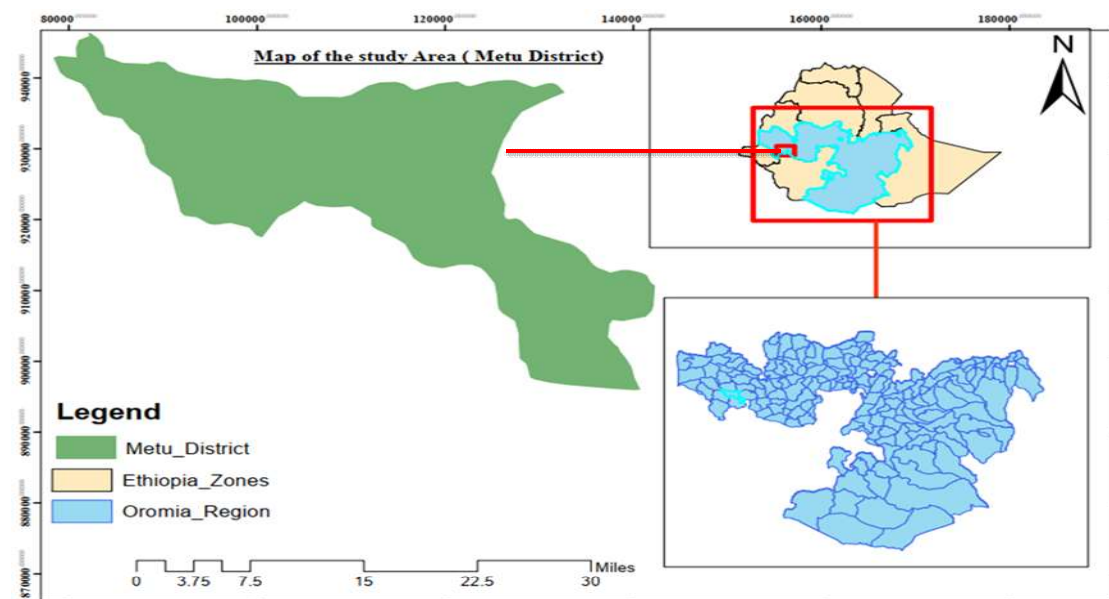 80000 100000 120000 140000 160000 180000
Map of the study Area ( Metu District)
N
940000
930000
920000
910000
900000
890000
880000
870000
Legend
Metu_District
Ethiopia_Zones
Oromia_Region
Miles
0 3.75 7.5 15 22.5 30